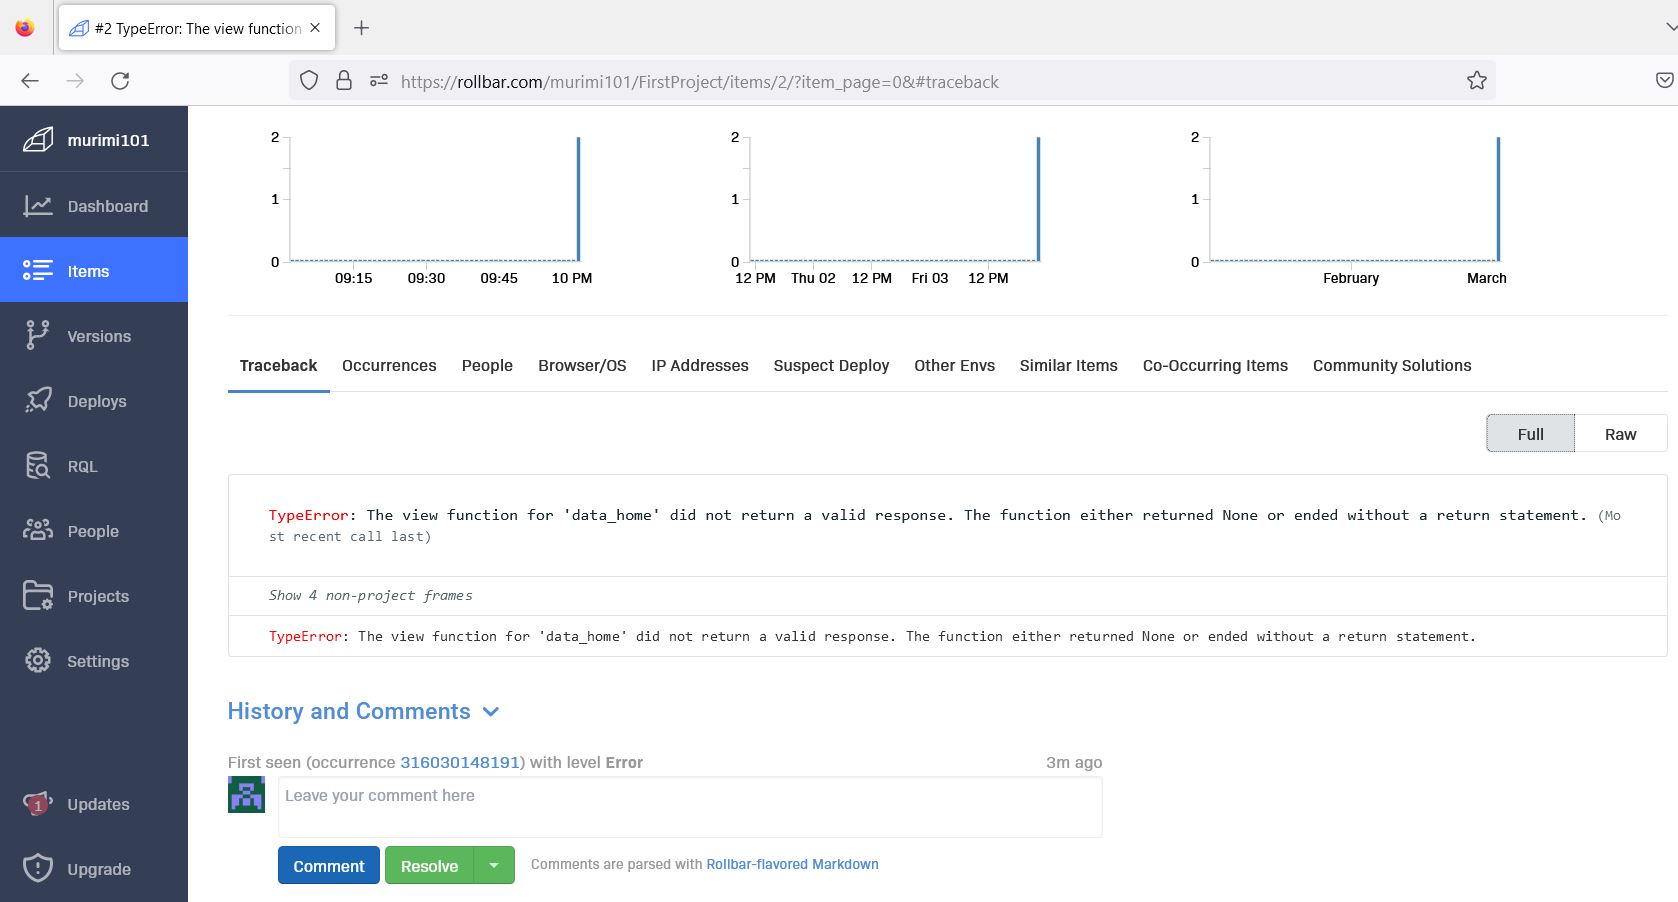 #2 TypeError: The view function
https://rollbar.com/murimi101/FirstProject/items/2/?item_page=0&#traceback
murimi101
Dashboard
Items
Versions
Deploys
RQL
People
Projects
Settings
1
Updates
Upgrade
2
1
0
09:15 09:30 09:45 10 PM
2
1
0
12 PM Thu 02 12 PM Fri 03 12 PM
2
1
0
February March
Traceback Occurrences People Browser/OS IP Addresses Suspect Deploy Other Envs Similar Items Co-Occurring Items Community Solutions
Full Raw
TypeError: The view function for 'data_home' did not return a valid response. The function either returned None or ended without a return statement. (Mo
st recent call last)
Show 4 non-project frames
TypeError: The view function for 'data_home' did not return a valid response. The function either returned None or ended without a return statement.
History and Comments
First seen (occurrence 316030148191) with level Error 3m ago
Leave your comment here
Comment Resolve Comments are parsed with Rollbar-flavored Markdown